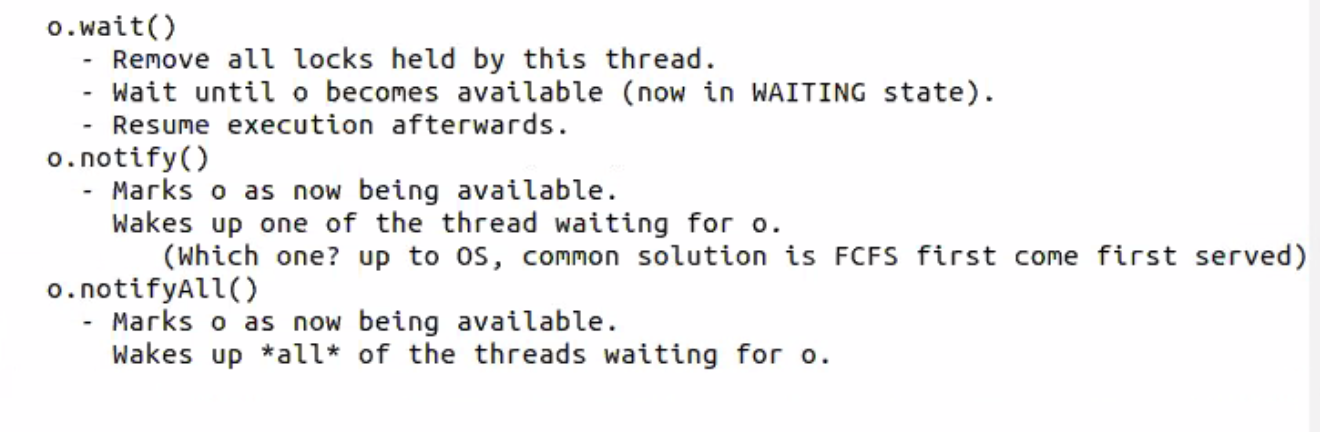 o.wait()
- Remove all locks held by this thread.
- Wait until o becomes available (now in WAITING state).
- Resume execution afterwards.
o.notify()
- Marks o as now being available.
Wakes up one of the thread waiting for o.
(Which one? up to OS, common solution is FCFS first come first served)
o.notifyAll()
- Marks o as now being available.
Wakes up *all* of the threads waiting for o.